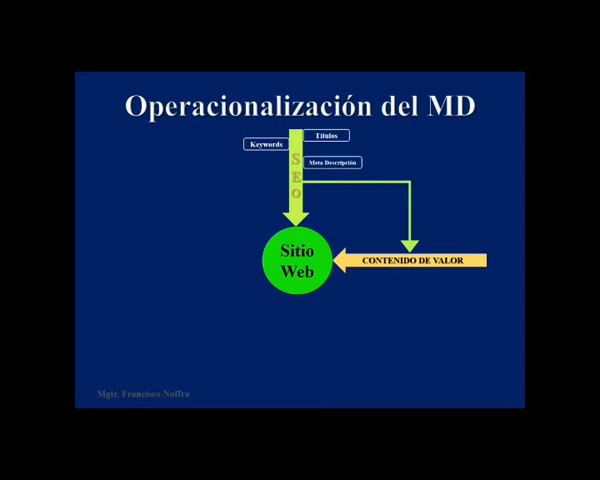 Operacionalización del MD
Títulos
Keywords
Meta Descripción
SEO
Sitio
Web
CONTENIDO DE VALOR
Mgtr. Francisco Noffra